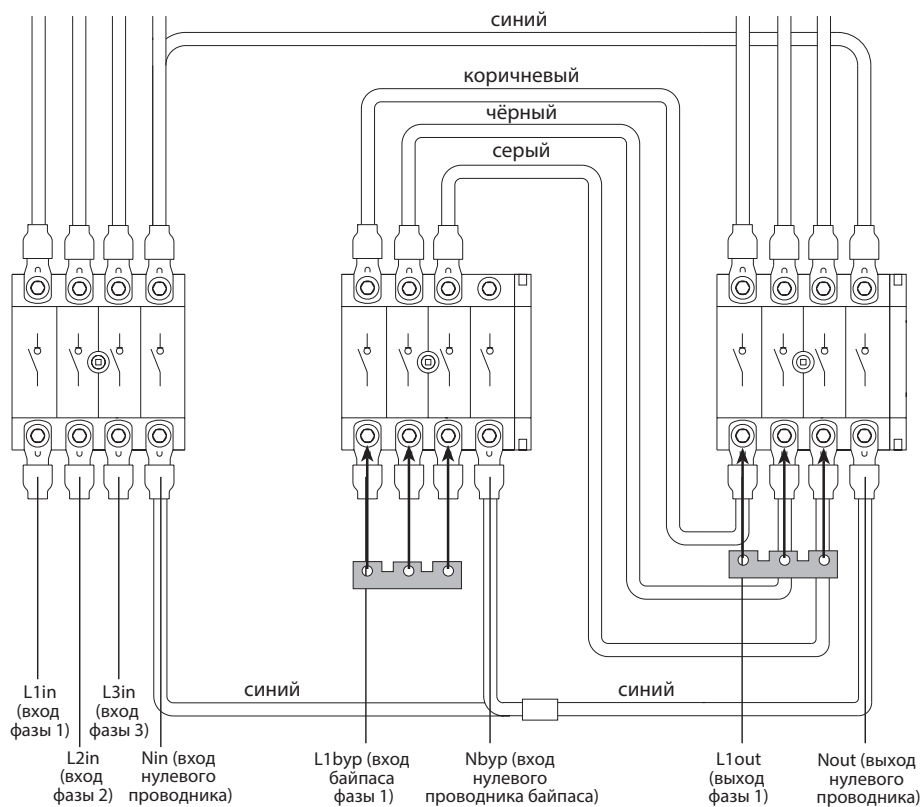 синий
коричневый
чёрный
серый
синий
синий
L1in
(вход
фазы 1)
L3in
(вход
фазы 3)
L2in
(вход
фазы 2)
Nin (вход
нулевого
проводника)
L1byp (вход
байпаса
фазы 1)
Nbyp (вход
нулевого
проводника байпаса)
L1out
(выход
фазы 1)
Nout (выход
нулевого
проводника)